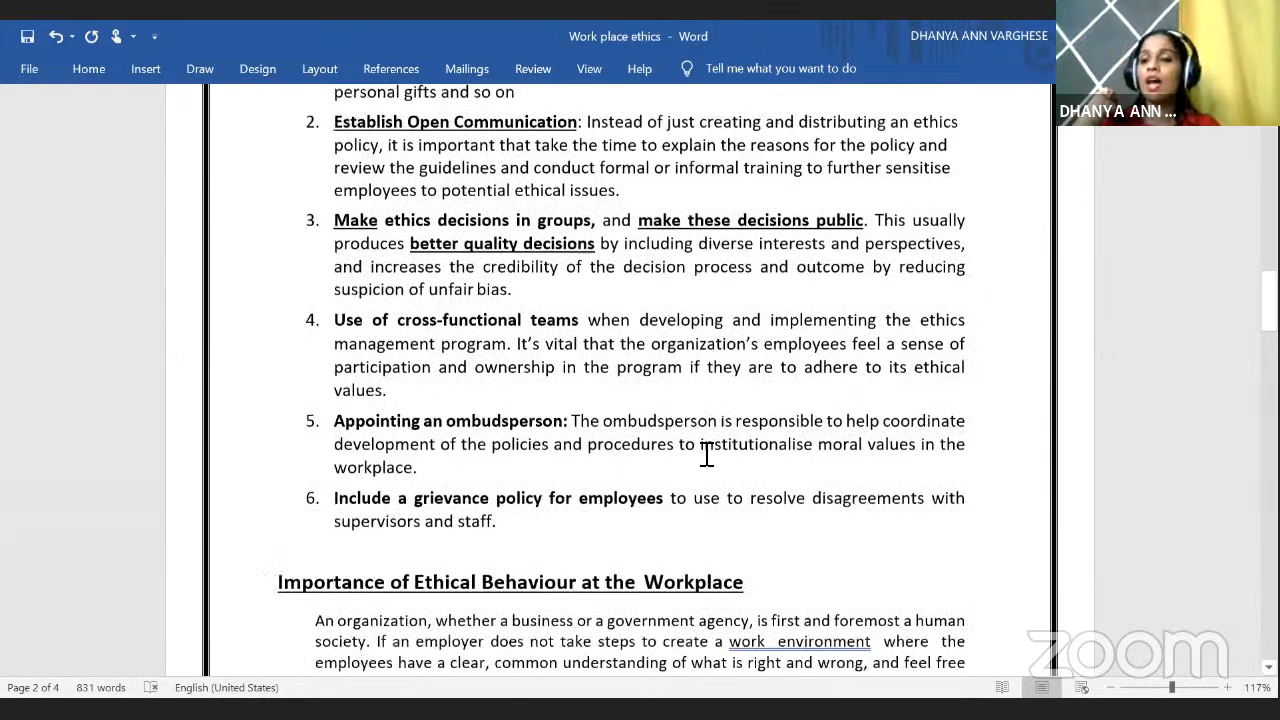 Work place ethics - Word
DHANYA ANN VARGHESE
File Home Insert Draw Design Layout References Mailings Review View Help Tell me what you want to do
DHANYA ANN ...
personal gifts and so on
2. Establish Open Communication: Instead of just creating and distributing an ethics
policy, it is important that take the time to explain the reasons for the policy and
review the guidelines and conduct formal or informal training to further sensitise
employees to potential ethical issues.
3. Make ethics decisions in groups, and make these decisions public. This usually
produces better quality decisions by including diverse interests and perspectives,
and increases the credibility of the decision process and outcome by reducing
suspicion of unfair bias.
4. Use of cross-functional teams when developing and implementing the ethics
management program. It’s vital that the organization’s employees feel a sense of
participation and ownership in the program if they are to adhere to its ethical
values.
5. Appointing an ombudsperson: The ombudsperson is responsible to help coordinate
development of the policies and procedures to institutionalise moral values in the
workplace.
6. Include a grievance policy for employees to use to resolve disagreements with
supervisors and staff.
Importance of Ethical Behaviour at the Workplace
An organization, whether a business or a government agency, is first and foremost a human
society. If an employer does not take steps to create a work environment where the
employees have a clear, common understanding of what is right and wrong, and feel free
zoom
Page 2 of 4 831 words English (United States) 117%